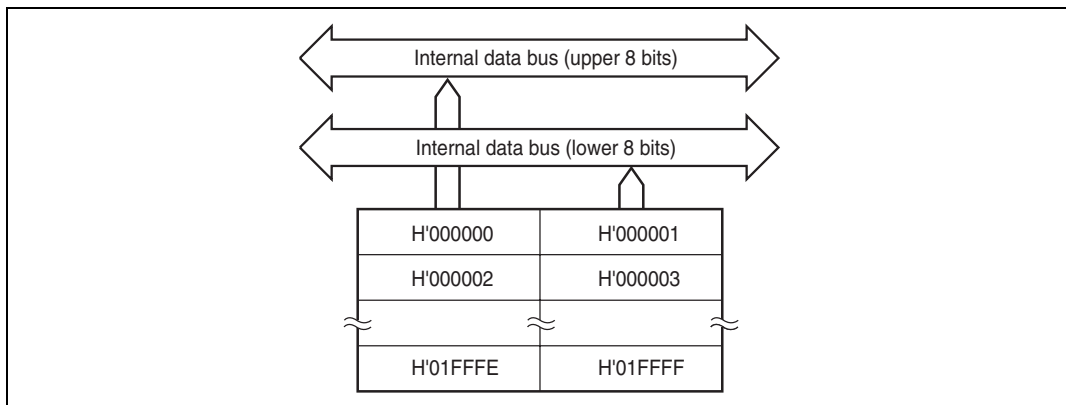 Internal data bus (upper 8 bits)
Internal data bus (lower 8 bits)
H'000000 H'000001
H'000002 H'000003
H'01FFFE H'01FFFF